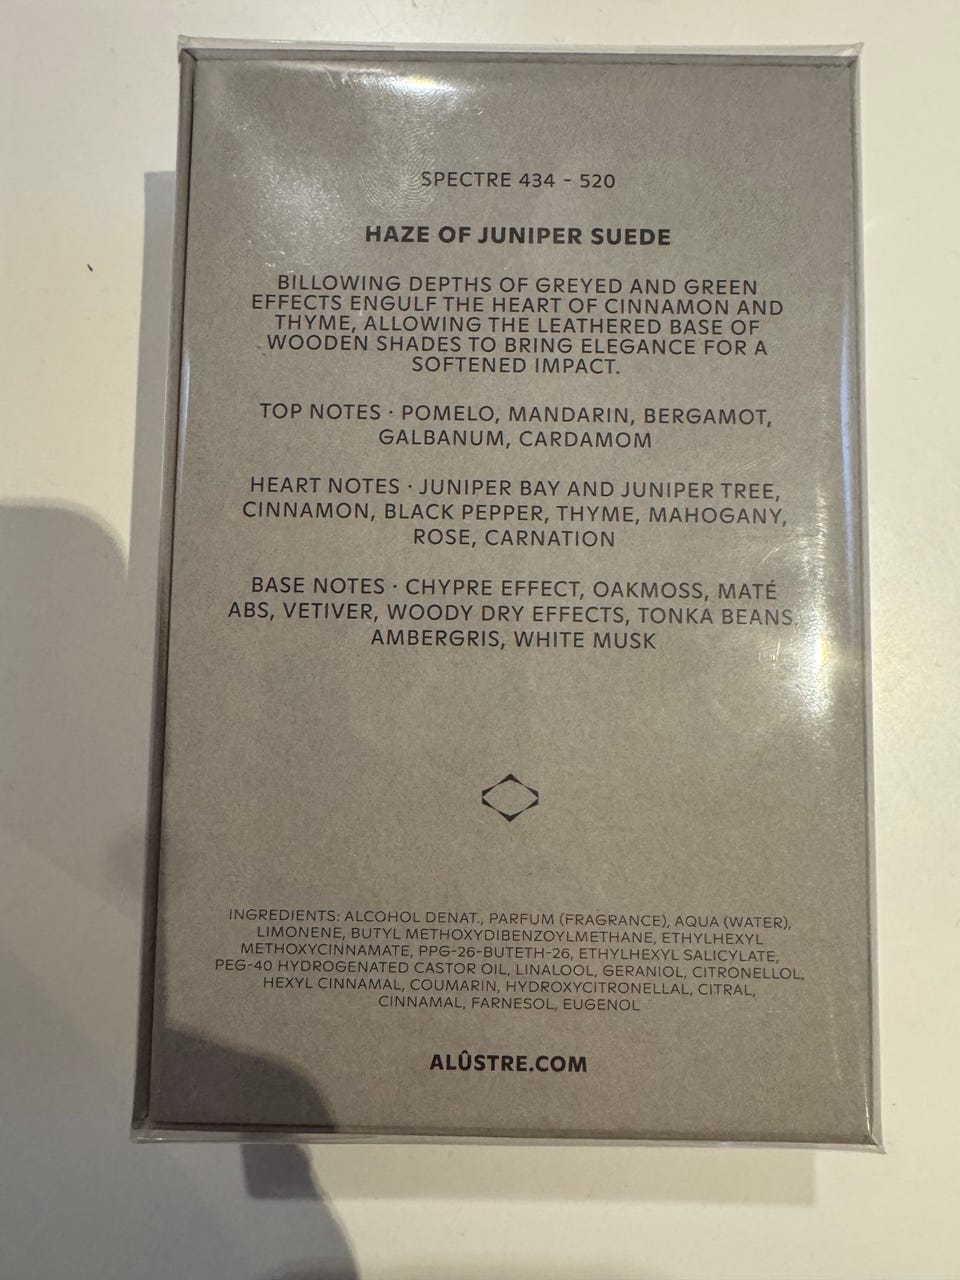 SPECTRE 434 - 520
HAZE OF JUNIPER SUEDE
BILLOWING DEPTHS OF GREYED AND GREEN
EFFECTS ENGULF THE HEART OF CINNAMON AND
THYME, ALLOWING THE LEATHERED BASE OF
WOODEN SHADES TO BRING ELEGANCE FOR A
SOFTENED IMPACT.
TOP NOTES · POMELO, MANDARIN, BERGAMOT,
GALBANUM, CARDAMOM
HEART NOTES · JUNIPER BAY AND JUNIPER TREE,
CINNAMON, BLACK PEPPER, THYME, MAHOGANY,
ROSE, CARNATION
BASE NOTES · CHYPRE EFFECT, OAKMOSS, MATÉ
ABS, VETIVER, WOODY DRY EFFECTS, TONKA BEANS,
AMBERGRIS, WHITE MUSK
INGREDIENTS: ALCOHOL DENAT., PARFUM (FRAGRANCE), AQUA (WATER),
LIMONENE, BUTYL METHOXYDIBENZOYLMETHANE, ETHYLHEXYL
METHOXYCINNAMATE, PPG-26-BUTETH-26, ETHYLHEXYL SALICYLATE,
PEG-40 HYDROGENATED CASTOR OIL, LINALOOL, GERANIOL, CITRONELLOL,
HEXYL CINNAMAL, COUMARIN, HYDROXYCITRONELLAL, CITRAL,
CINNAMAL, FARNESOL, EUGENOL
ALÛSTRE.COM